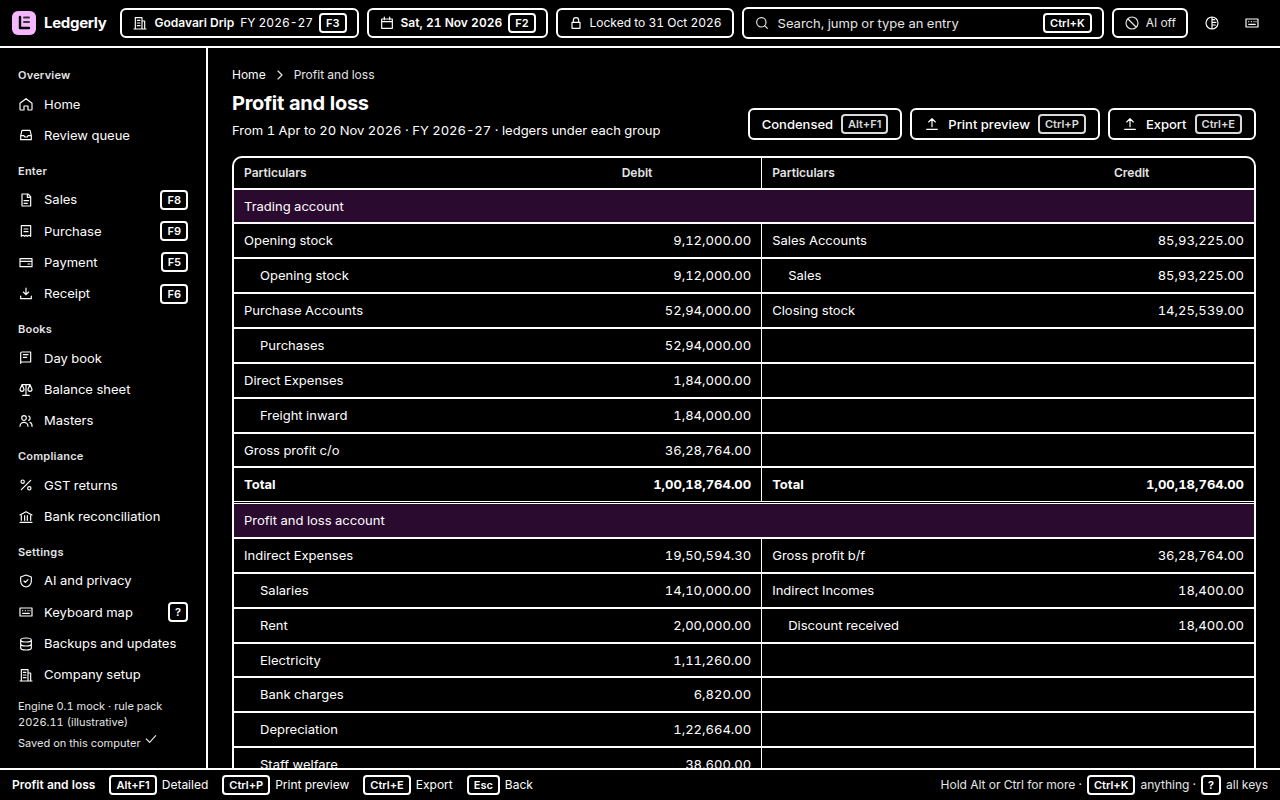 Ledgerly
Godavari Drip FY 2026-27 F3
Sat, 21 Nov 2026 F2
Locked to 31 Oct 2026
Search, jump or type an entry Ctrl+K
AI off
Overview
Home
Review queue
Enter
Sales F8
Purchase F9
Payment F5
Receipt F6
Books
Day book
Balance sheet
Masters
Compliance
GST returns
Bank reconciliation
Settings
AI and privacy
Keyboard map ?
Backups and updates
Company setup
Engine 0.1 mock · rule pack
2026.11 (illustrative)
Saved on this computer
Home > Profit and loss
Profit and loss
From 1 Apr to 20 Nov 2026 · FY 2026-27 · ledgers under each group
Condensed Alt+F1
Print preview Ctrl+P
Export Ctrl+E
Particulars Debit Particulars Credit
Trading account
Opening stock 9,12,000.00 Sales Accounts 85,93,225.00
Opening stock 9,12,000.00 Sales 85,93,225.00
Purchase Accounts 52,94,000.00 Closing stock 14,25,539.00
Purchases 52,94,000.00
Direct Expenses 1,84,000.00
Freight inward 1,84,000.00
Gross profit c/o 36,28,764.00
Total 1,00,18,764.00 Total 1,00,18,764.00
Profit and loss account
Indirect Expenses 19,50,594.30 Gross profit b/f 36,28,764.00
Salaries 14,10,000.00 Indirect Incomes 18,400.00
Rent 2,00,000.00 Discount received 18,400.00
Electricity 1,11,260.00
Bank charges 6,820.00
Depreciation 1,22,664.00
Staff welfare 38,600.00
Profit and loss Alt+F1 Detailed Ctrl+P Print preview Ctrl+E Export Esc Back
Hold Alt or Ctrl for more · Ctrl+K anything · ? all keys